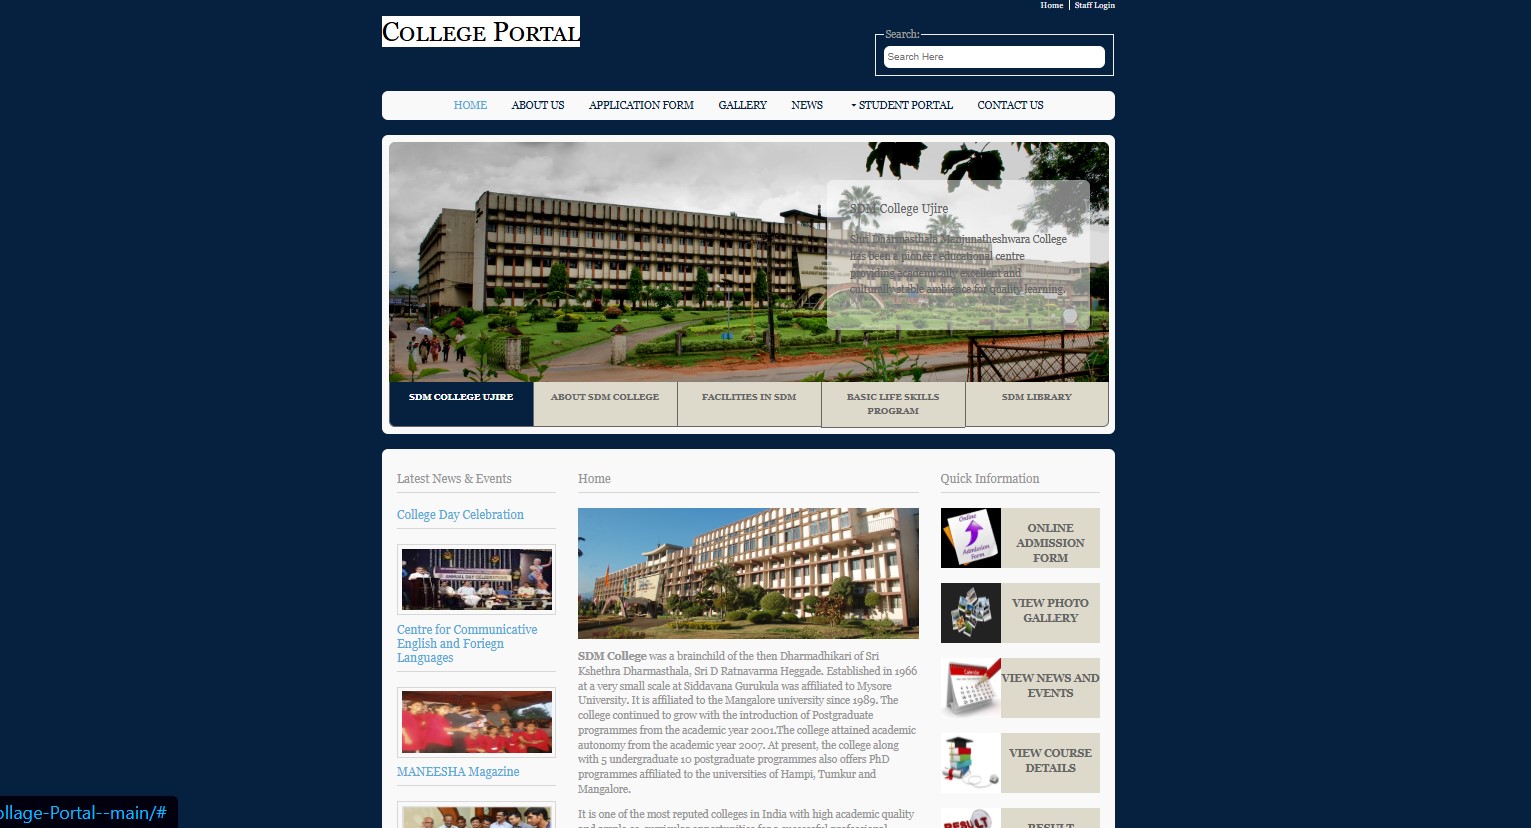 Home Staff Login
COLLEGE PORTAL
Search:
Search Here
HOME ABOUT US APPLICATION FORM GALLERY NEWS STUDENT PORTAL CONTACT US
SDM College Ujire
Shri Dharmasthala Manjunatheshwara College
has been a pioneer educational centre
providing academically excellent and
culturally stable ambience for quality learning.
SDM COLLEGE UJIRE
ABOUT SDM COLLEGE
FACILITIES IN SDM
BASIC LIFE SKILLS
PROGRAM
SDM LIBRARY
Latest News & Events
College Day Celebration
ANNUAL DAY CELEBRATIONS
Centre for Communicative
English and Foriegn
Languages
MANEESHA Magazine
Home
SDM College was a brainchild of the then Dharmadhikari of Sri
Kshethra Dharmasthala, Sri D Ratnavarma Heggade. Established in 1966
at a very small scale at Siddavana Gurukula was affiliated to Mysore
University. It is affiliated to the Mangalore university since 1989. The
college continued to grow with the introduction of Postgraduate
programmes from the academic year 2001.The college attained academic
autonomy from the academic year 2007. At present, the college along
with 5 undergraduate 10 postgraduate programmes also offers PhD
programmes affiliated to the universities of Hampi, Tumkur and
Mangalore.
It is one of the most reputed colleges in India with high academic quality
Quick Information
Online
Admission
Form
ONLINE
ADMISSION
FORM
VIEW PHOTO
GALLERY
Calendar
VIEW NEWS AND
EVENTS
VIEW COURSE
DETAILS
RESULT
RESULT
ollage-Portal--main/#